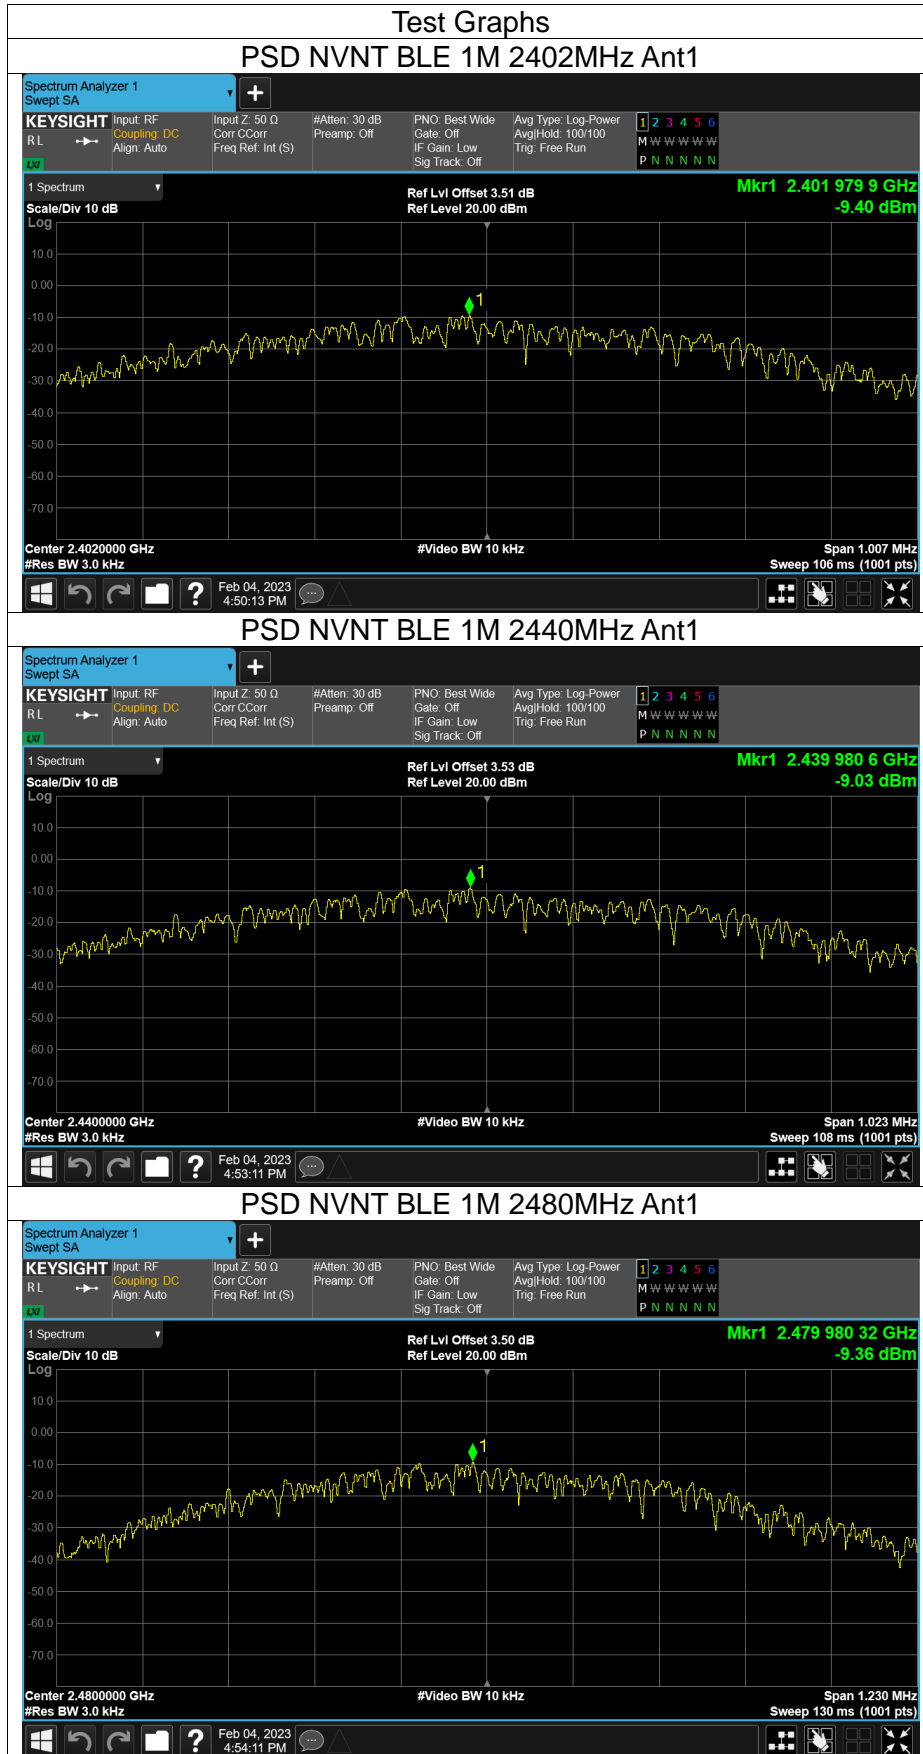 Test Graphs
PSD NVNT BLE 1M 2402MHz Ant1
Spectrum Analyzer 1
Swept SA
KEYSIGHT Input: RF Input Z: 50 Ω #Atten: 30 dB PNO: Best Wide Avg Type: Log-Power 1 2 3 4 5 6
R L Coupling: DC Corr CCorr Preamp: Off Gate: Off Avg|Hold: 100/100 M W W W W W
Align: Auto Freq Ref: Int (S) IF Gain: Low Trig: Free Run
LXI Sig Track: Off P N N N N N
1 Spectrum Ref Lvl Offset 3.51 dB Mkr1 2.401 979 9 GHz
Scale/Div 10 dB Ref Level 20.00 dBm -9.40 dBm
Log
10.0
0.00
1
-10.0
-20.0
-30.0
-40.0
-50.0
-60.0
-70.0
Center 2.4020000 GHz #Video BW 10 kHz Span 1.007 MHz
#Res BW 3.0 kHz Sweep 106 ms (1001 pts)
? Feb 04, 2023
4:50:13 PM
PSD NVNT BLE 1M 2440MHz Ant1
Spectrum Analyzer 1
Swept SA
KEYSIGHT Input: RF Input Z: 50 Ω #Atten: 30 dB PNO: Best Wide Avg Type: Log-Power 1 2 3 4 5 6
R L Coupling: DC Corr CCorr Preamp: Off Gate: Off Avg|Hold: 100/100 M W W W W W
Align: Auto Freq Ref: Int (S) IF Gain: Low Trig: Free Run
LXI Sig Track: Off P N N N N N
1 Spectrum Ref Lvl Offset 3.53 dB Mkr1 2.439 980 6 GHz
Scale/Div 10 dB Ref Level 20.00 dBm -9.03 dBm
Log
10.0
0.00
1
-10.0
-20.0
-30.0
-40.0
-50.0
-60.0
-70.0
Center 2.4400000 GHz #Video BW 10 kHz Span 1.023 MHz
#Res BW 3.0 kHz Sweep 108 ms (1001 pts)
? Feb 04, 2023
4:53:11 PM
PSD NVNT BLE 1M 2480MHz Ant1
Spectrum Analyzer 1
Swept SA
KEYSIGHT Input: RF Input Z: 50 Ω #Atten: 30 dB PNO: Best Wide Avg Type: Log-Power 1 2 3 4 5 6
R L Coupling: DC Corr CCorr Preamp: Off Gate: Off Avg|Hold: 100/100 M W W W W W
Align: Auto Freq Ref: Int (S) IF Gain: Low Trig: Free Run
LXI Sig Track: Off P N N N N N
1 Spectrum Ref Lvl Offset 3.50 dB Mkr1 2.479 980 32 GHz
Scale/Div 10 dB Ref Level 20.00 dBm -9.36 dBm
Log
10.0
0.00
1
-10.0
-20.0
-30.0
-40.0
-50.0
-60.0
-70.0
Center 2.4800000 GHz #Video BW 10 kHz Span 1.230 MHz
#Res BW 3.0 kHz Sweep 130 ms (1001 pts)
? Feb 04, 2023
4:54:11 PM